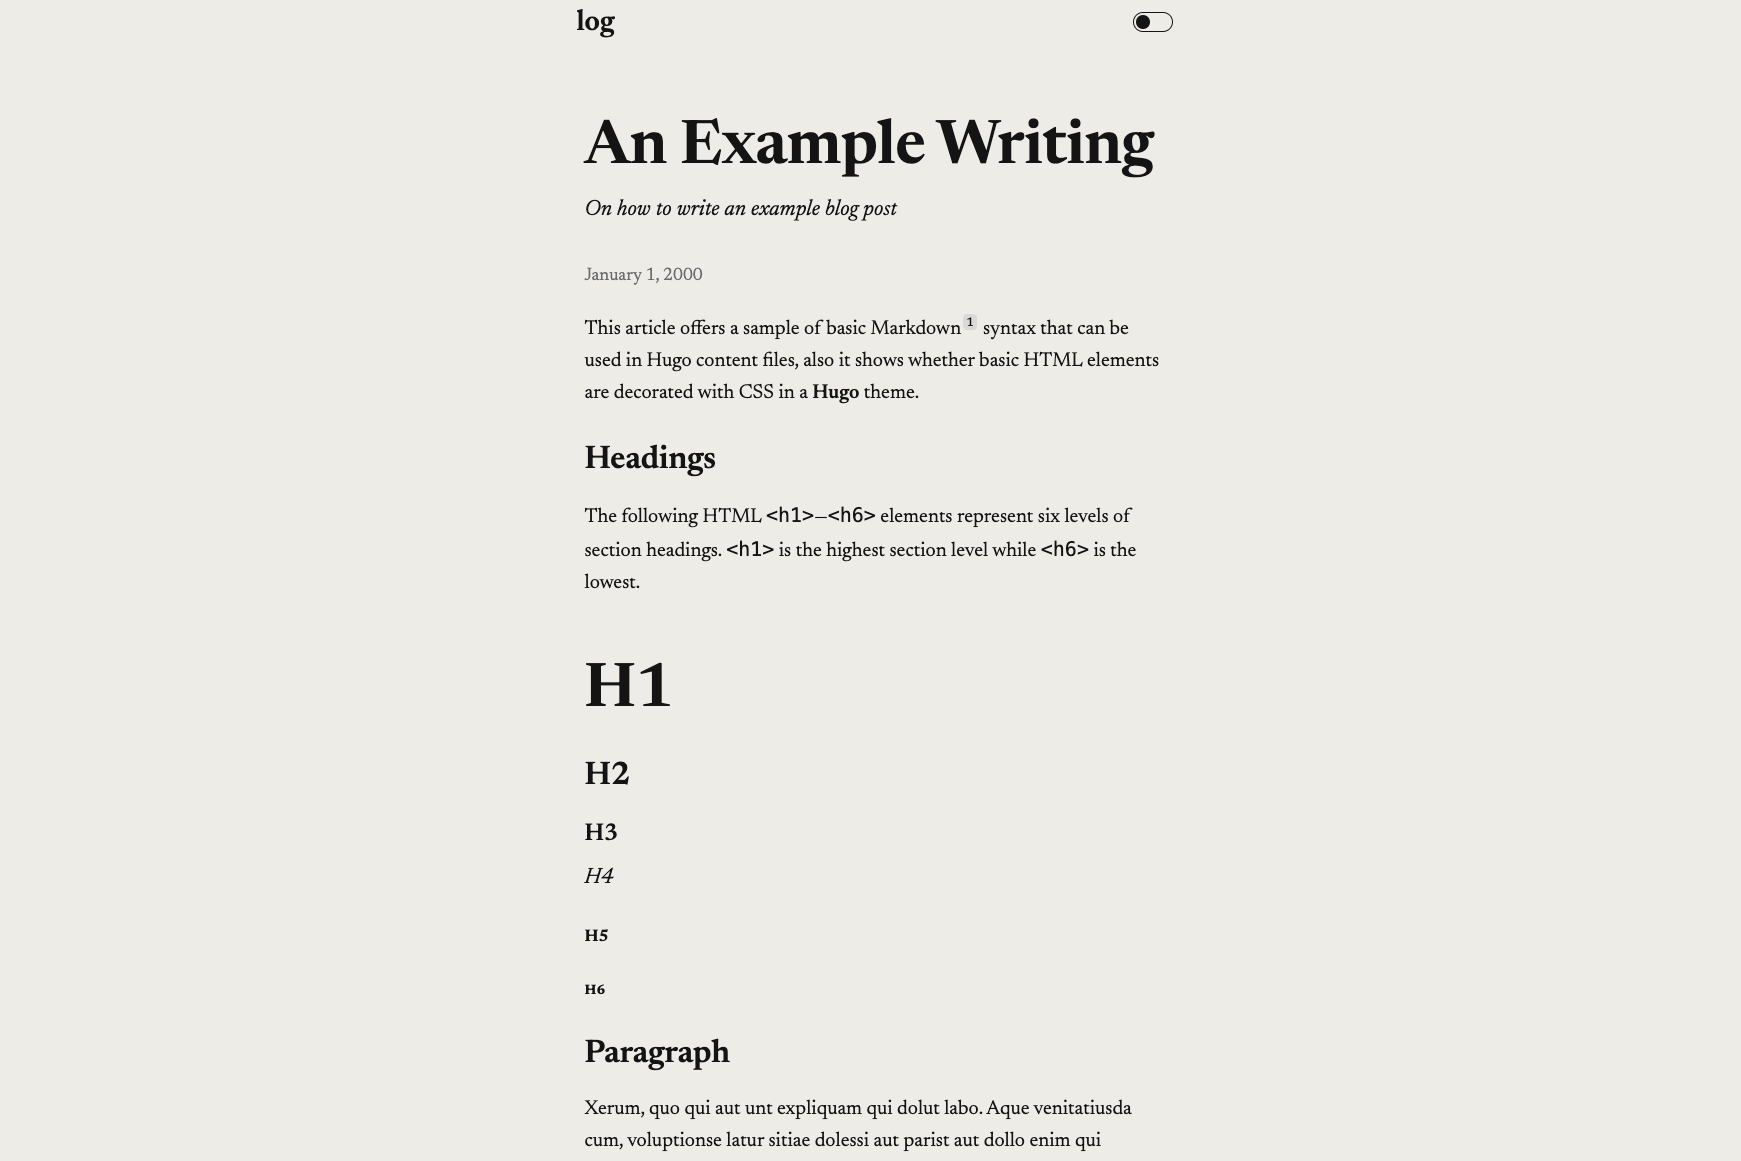 log
An Example Writing
On how to write an example blog post
January 1, 2000
This article offers a sample of basic Markdown1 syntax that can be
used in Hugo content files, also it shows whether basic HTML elements
are decorated with CSS in a Hugo theme.
Headings
The following HTML <h1>—<h6> elements represent six levels of
section headings. <h1> is the highest section level while <h6> is the
lowest.
H1
H2
H3
H4
H5
H6
Paragraph
Xerum, quo qui aut unt expliquam qui dolut labo. Aque venitatiusda
cum, voluptionse latur sitiae dolessi aut parist aut dollo enim qui